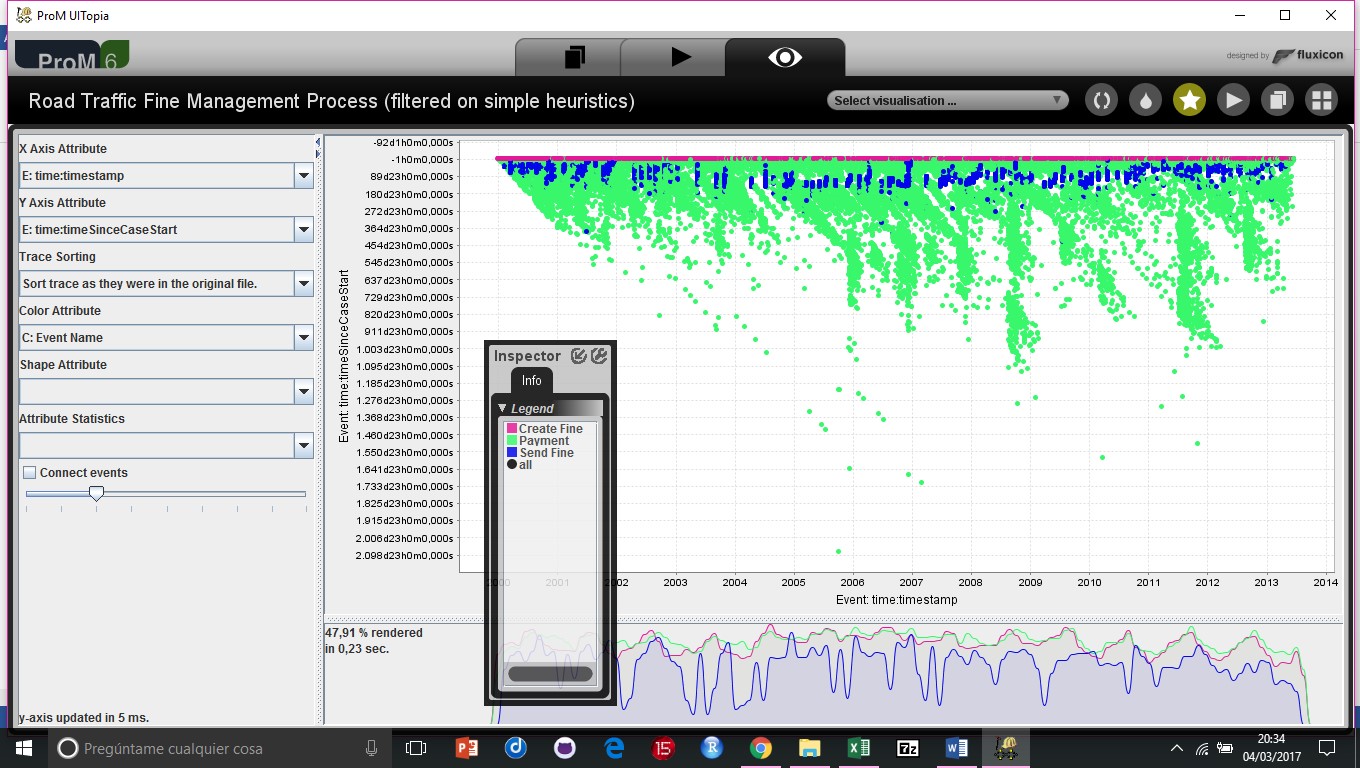 ProM UITopia
ProM 6
designed by fluxicon
Road Traffic Fine Management Process (filtered on simple heuristics)
Select visualisation ...
X Axis Attribute
E: time:timestamp
Y Axis Attribute
E: time:timeSinceCaseStart
Trace Sorting
Sort trace as they were in the original file.
Color Attribute
C: Event Name
Shape Attribute
Attribute Statistics
Connect events
y-axis updated in 5 ms.
Event: time:timeSinceCaseStart
-92d1h0m0,000s
-1h0m0,000s
89d23h0m0,000s
180d23h0m0,000s
272d23h0m0,000s
364d23h0m0,000s
454d23h0m0,000s
545d23h0m0,000s
637d23h0m0,000s
729d23h0m0,000s
820d23h0m0,000s
911d23h0m0,000s
1.003d23h0m0,000s
1.095d23h0m0,000s
1.185d23h0m0,000s
1.276d23h0m0,000s
1.368d23h0m0,000s
1.460d23h0m0,000s
1.550d23h0m0,000s
1.641d23h0m0,000s
1.733d23h0m0,000s
1.825d23h0m0,000s
1.915d23h0m0,000s
2.006d23h0m0,000s
2.098d23h0m0,000s
2000 2001 2002 2003 2004 2005 2006 2007 2008 2009 2010 2011 2012 2013 2014
Event: time:timestamp
Inspector
Info
Legend
Create Fine
Payment
Send Fine
all
47,91 % rendered
in 0,23 sec.
Pregúntame cualquier cosa
15
R
7z
20:34
04/03/2017